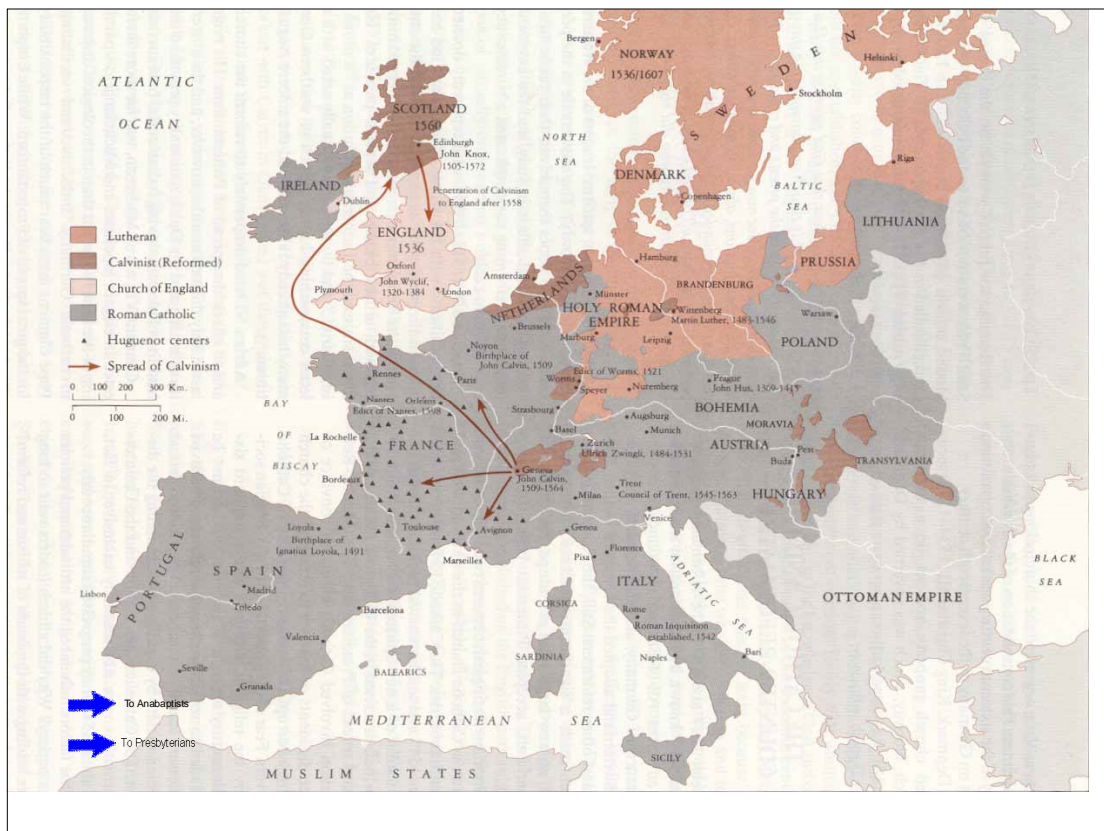 Bergen
NORWAY
1536/1607
SWEDEN
Helsinki
Stockholm
ATLANTIC
OCEAN
SCOTLAND
1560
Edinburgh
John Knox,
1505-1572
NORTH
SEA
Riga
IRELAND
Dublin
Penetration of Calvinism
to England after 1558
DENMARK
Copenhagen
BALTIC
SEA
LITHUANIA
ENGLAND
1536
Oxford
John Wyclif,
1320-1384
London
Plymouth
Lutheran
Calvinist (Reformed)
Church of England
Roman Catholic
Huguenot centers
Spread of Calvinism
0 100 200 300 Km.
0 100 200 Mi.
Amsterdam
NETHERLANDS
Hamburg
PRUSSIA
BRANDENBURG
Münster
HOLY ROMAN
EMPIRE
Wittenberg
Martin Luther, 1483-1546
Warsaw
Brussels
Marburg
Leipzig
POLAND
Noyon
Birthplace of
John Calvin, 1509
Edict of Worms, 1521
Worms
Speyer
Nuremberg
Prague
John Hus, 1369-1415
Rennes
Paris
Nantes
Edict of Nantes, 1598
Orléans
Strasbourg
BOHEMIA
Augsburg
Munich
MORAVIA
BAY
OF
BISCAY
La Rochelle
FRANCE
Basel
Zurich
Ulrich Zwingli, 1484-1531
AUSTRIA
Buda
Pest
TRANSYLVANIA
Geneva
John Calvin,
1509-1564
Bordeaux
Trent
Council of Trent, 1545-1563
HUNGARY
Milan
Venice
Loyola
Birthplace of
Ignatius Loyola, 1491
Toulouse
Avignon
Marseilles
Genoa
Pisa
Florence
ADRIATIC SEA
BLACK
SEA
PORTUGAL
SPAIN
Madrid
Toledo
Lisbon
Barcelona
Valencia
CORSICA
ITALY
Rome
Roman Inquisition
established, 1542
OTTOMAN EMPIRE
Seville
Granada
BALEARICS
SARDINIA
Naples
Bari
To Anabaptists
To Presbyterians
MEDITERRANEAN SEA
SICILY
MUSLIM STATES